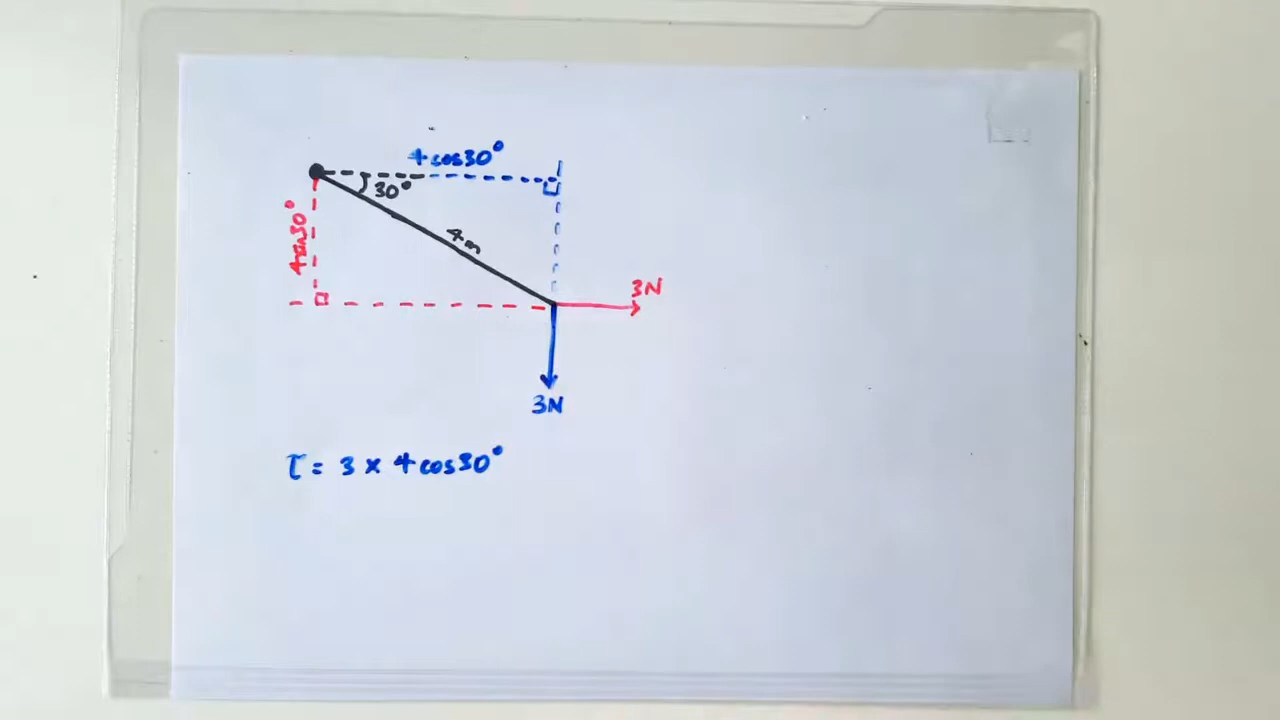 4cos30°
30°
4sin30°
4m
3N
3N
τ = 3 × 4cos30°